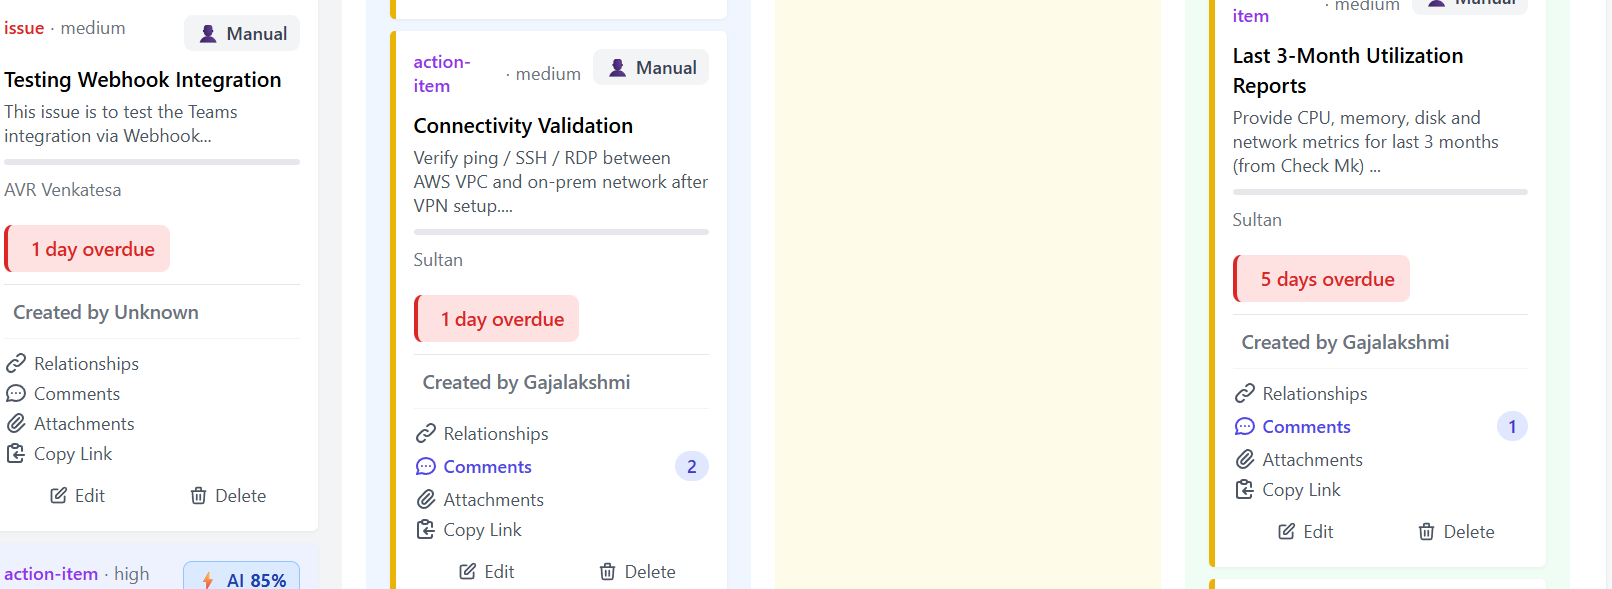 issue · medium
Manual
Testing Webhook Integration
This issue is to test the Teams
integration via Webhook...
AVR Venkatesa
1 day overdue
Created by Unknown
Relationships
Comments
Attachments
Copy Link
Edit
Delete
action-item · high
AI 85%
action-
item
· medium
Manual
Connectivity Validation
Verify ping / SSH / RDP between
AWS VPC and on-prem network after
VPN setup....
Sultan
1 day overdue
Created by Gajalakshmi
Relationships
Comments
2
Attachments
Copy Link
Edit
Delete
item
· medium
Manual
Last 3-Month Utilization
Reports
Provide CPU, memory, disk and
network metrics for last 3 months
(from Check Mk) ...
Sultan
5 days overdue
Created by Gajalakshmi
Relationships
Comments
1
Attachments
Copy Link
Edit
Delete